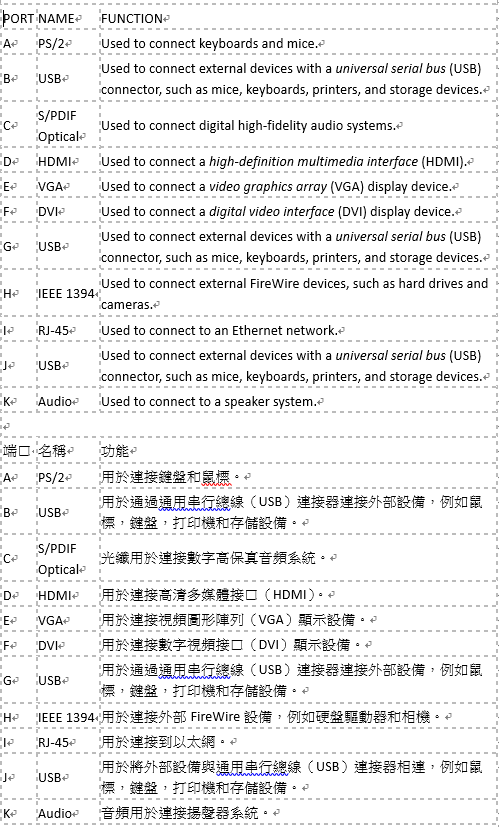 PORT NAME FUNCTION
A PS/2 Used to connect keyboards and mice.
B USB Used to connect external devices with a universal serial bus (USB)
connector, such as mice, keyboards, printers, and storage devices.
C S/PDIF
Optical Used to connect digital high-fidelity audio systems.
D HDMI Used to connect a high-definition multimedia interface (HDMI).
E VGA Used to connect a video graphics array (VGA) display device.
F DVI Used to connect a digital video interface (DVI) display device.
G USB Used to connect external devices with a universal serial bus (USB)
connector, such as mice, keyboards, printers, and storage devices.
H IEEE 1394 Used to connect external FireWire devices, such as hard drives and
cameras.
I RJ-45 Used to connect to an Ethernet network.
J USB Used to connect external devices with a universal serial bus (USB)
connector, such as mice, keyboards, printers, and storage devices.
K Audio Used to connect to a speaker system.
端口 名稱 功能
A PS/2 用於連接鍵盤和鼠標。
B USB 用於通過通用串行總線（USB）連接器連接外部設備，例如鼠
標，鍵盤，打印機和存儲設備。
C S/PDIF
Optical 光纖用於連接數字高保真音頻系統。
D HDMI 用於連接高清多媒體接口（HDMI）。
E VGA 用於連接視頻圖形陣列（VGA）顯示設備。
F DVI 用於連接數字視頻接口（DVI）顯示設備。
G USB 用於通過通用串行總線（USB）連接器連接外部設備，例如鼠
標，鍵盤，打印機和存儲設備。
H IEEE 1394 用於連接外部 FireWire 設備，例如硬盤驅動器和相機。
I RJ-45 用於連接到以太網。
J USB 用於將外部設備與通用串行總線（USB）連接器相連，例如鼠
標，鍵盤，打印機和存儲設備。
K Audio 音頻用於連接揚聲器系統。